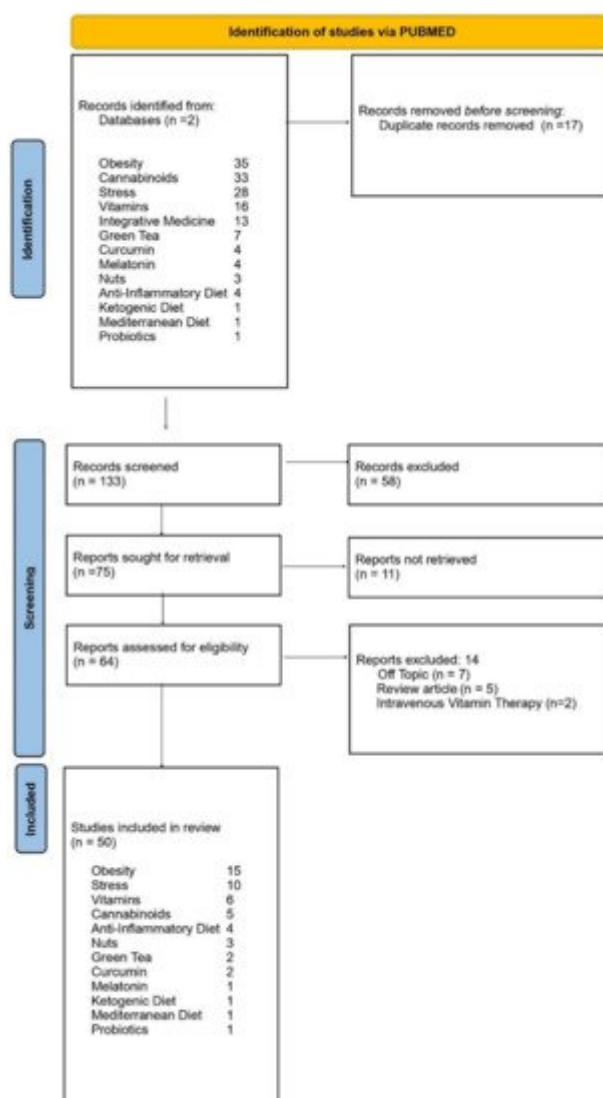 Identification of studies via PUBMED
Identification
Records identified from:
Databases (n =2)
Obesity 35
Cannabinoids 33
Stress 28
Vitamins 16
Integrative Medicine 13
Green Tea 7
Curcumin 4
Melatonin 4
Nuts 3
Anti-Inflammatory Diet 4
Ketogenic Diet 1
Mediterranean Diet 1
Probiotics 1
Records removed before screening:
Duplicate records removed (n =17)
Screening
Records screened
(n = 133)
Records excluded
(n = 58)
Reports sought for retrieval
(n =75)
Reports not retrieved
(n = 11)
Reports assessed for eligibility
(n = 64)
Reports excluded: 14
Off Topic (n = 7)
Review article (n = 5)
Intravenous Vitamin Therapy (n=2)
Included
Studies included in review
(n = 50)
Obesity 15
Stress 10
Vitamins 6
Cannabinoids 5
Anti-Inflammatory Diet 4
Nuts 3
Green Tea 2
Curcumin 2
Melatonin 1
Ketogenic Diet 1
Mediterranean Diet 1
Probiotics 1